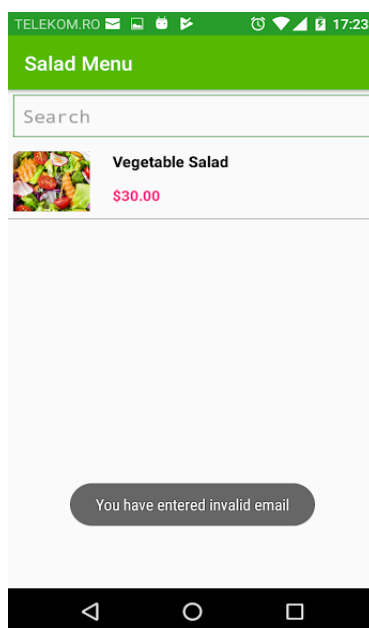 TELEKOM.RO 17:23
Salad Menu
Search
Vegetable Salad
$30.00
You have entered invalid email